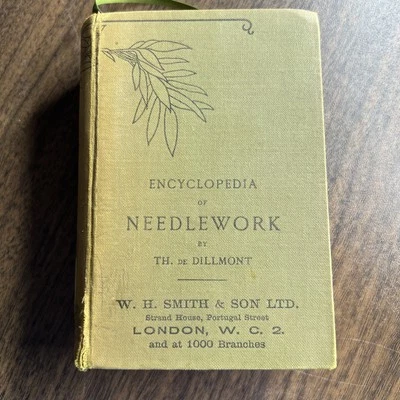 ENCYCLOPEDIA
OF
NEEDLEWORK
BY
TH. DE DILLMONT
W. H. SMITH & SON LTD.
Strand House, Portugal Street
LONDON, W. C. 2.
and at 1000 Branches